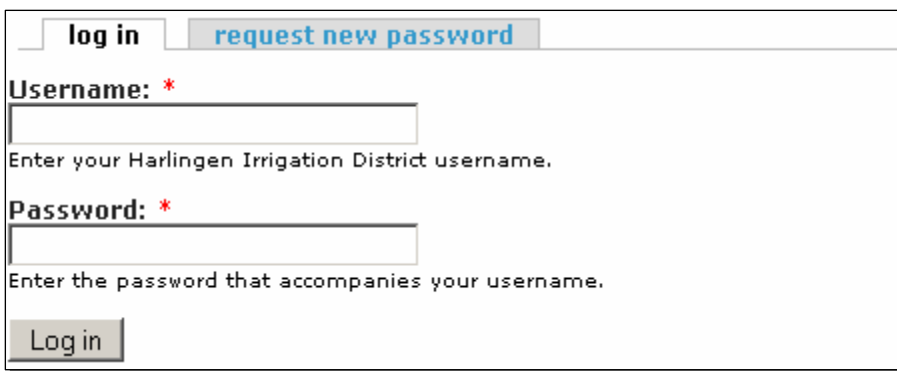 log in request new password
Username: *
Enter your Harlingen Irrigation District username.
Password: *
Enter the password that accompanies your username.
Log in